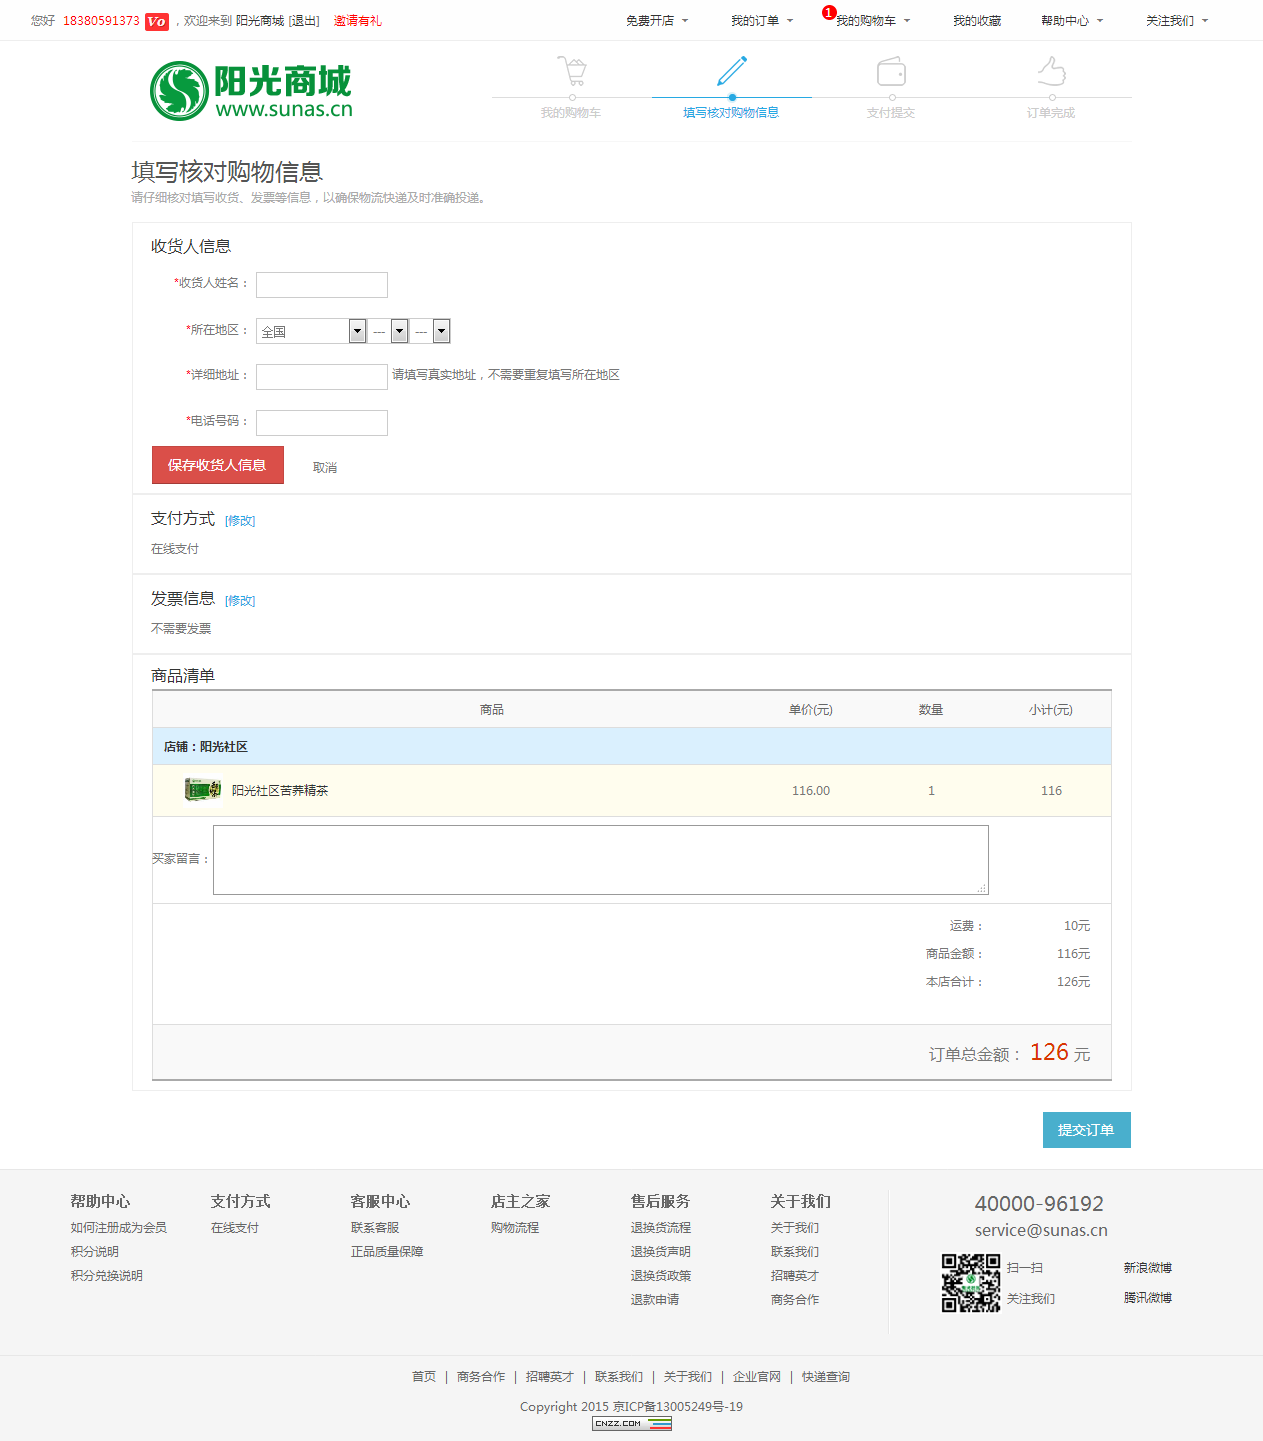 您好 18380591373 Vo ，欢迎来到 阳光商城 [退出] 邀请有礼
免费开店 我的订单 1 我的购物车 我的收藏 帮助中心 关注我们
阳光商城
www.sunas.cn
我的购物车 填写核对购物信息 支付提交 订单完成
填写核对购物信息
请仔细核对填写收货、发票等信息，以确保物流快递及时准确投递。
收货人信息
*收货人姓名：
*所在地区： 全国 --- ---
*详细地址： 请填写真实地址，不需要重复填写所在地区
*电话号码：
保存收货人信息 取消
支付方式 [修改]
在线支付
发票信息 [修改]
不需要发票
商品清单
商品 单价(元) 数量 小计(元)
店铺：阳光社区
阳光社区苦荞精茶 116.00 1 116
买家留言：
运费： 10元
商品金额： 116元
本店合计： 126元
订单总金额： 126 元
提交订单
帮助中心 支付方式 客服中心 店主之家 售后服务 关于我们 40000-96192
如何注册成为会员 在线支付 联系客服 购物流程 退换货流程 关于我们 service@sunas.cn
积分说明 正品质量保障 退换货声明 联系我们
积分兑换说明 退换货政策 招聘英才 扫一扫 新浪微博
退款申请 商务合作 关注我们 腾讯微博
首页 | 商务合作 | 招聘英才 | 联系我们 | 关于我们 | 企业官网 | 快递查询
Copyright 2015 京ICP备13005249号-19
CNZZ.COM